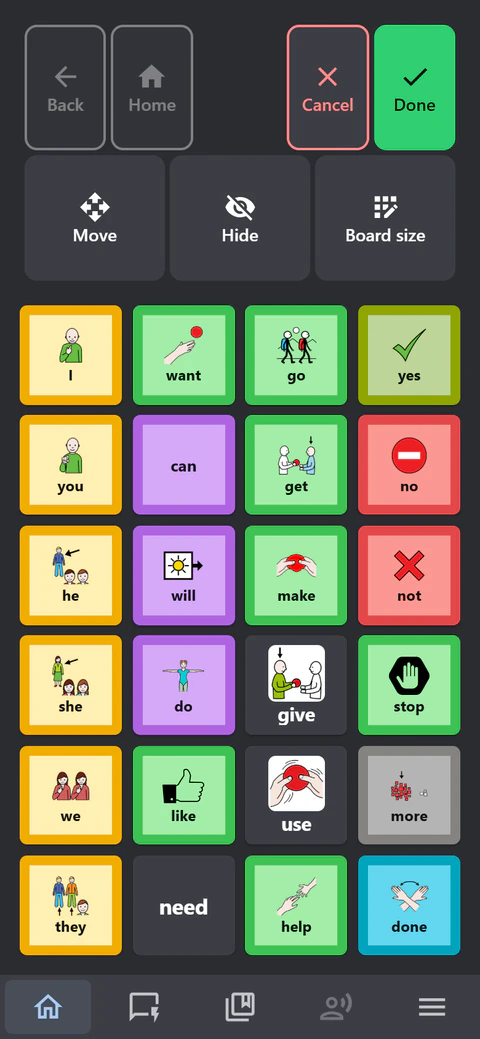 Back
Home
Cancel
Done
Move
Hide
Board size
I
want
go
yes
you
can
get
no
he
will
make
not
she
do
give
stop
we
like
use
more
they
need
help
done